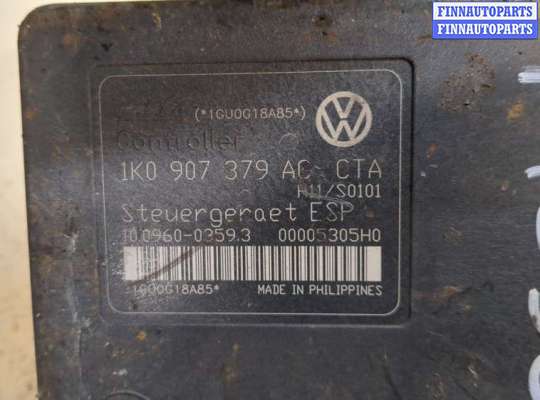 FINNAUTOPARTS
FINNAUTOPARTS
(*1GU0G18A85*)
Controller
1K0 907 379 AC CTA
H11/S0101
Steuergeraet ESP
10.0960-0359.3 00005305H0
*1GU0G18A85* MADE IN PHILIPPINES